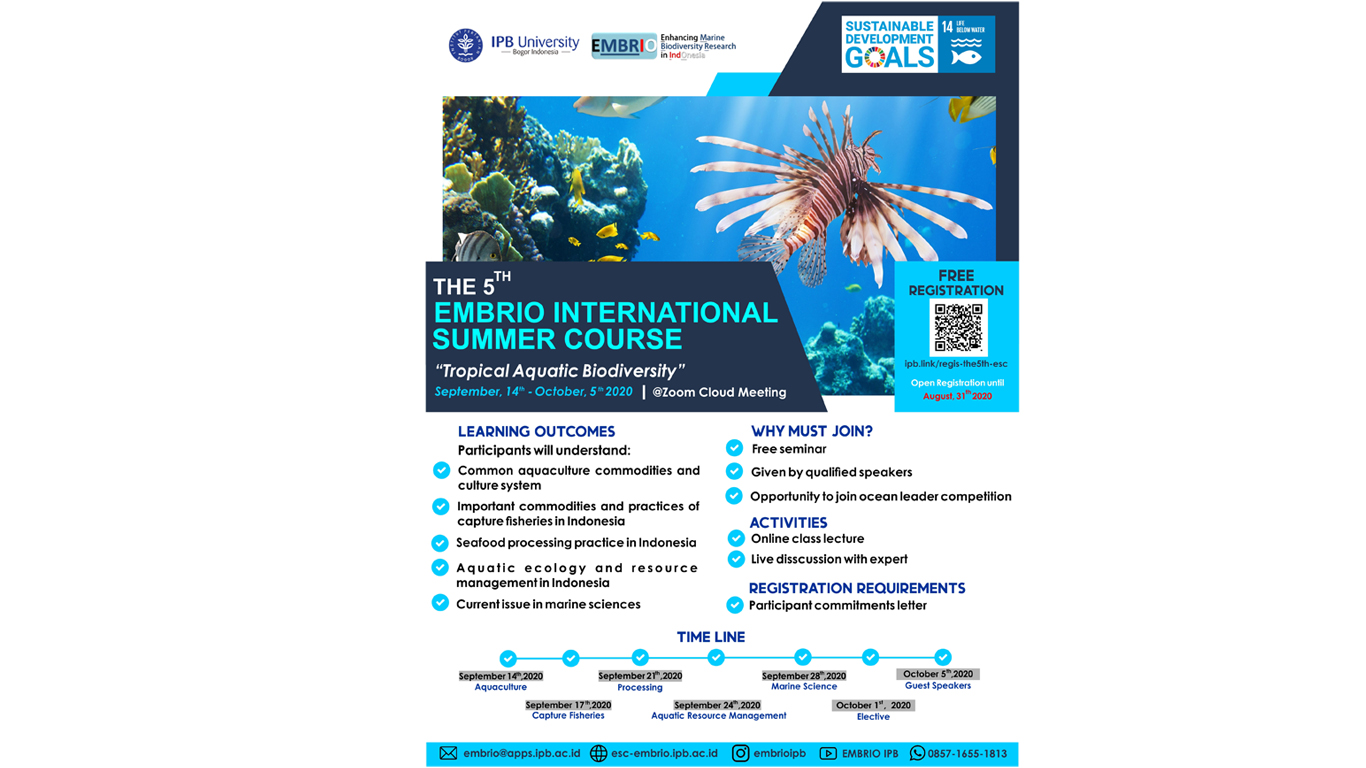 IPB University
Bogor Indonesia
EMBRIO
Enhancing Marine
Biodiversity Research
in IndOnesia
SUSTAINABLE
DEVELOPMENT
GOALS
14 LIFE
BELOW WATER
THE 5TH
EMBRIO INTERNATIONAL
SUMMER COURSE
“Tropical Aquatic Biodiversity”
September, 14th - October, 5th 2020 | @Zoom Cloud Meeting
FREE
REGISTRATION
ipb.link/regis-the5th-esc
Open Registration until
August, 31th 2020
LEARNING OUTCOMES
Participants will understand:
Common aquaculture commodities and
culture system
Important commodities and practices of
capture fisheries in Indonesia
Seafood processing practice in Indonesia
Aquatic ecology and resource
management in Indonesia
Current issue in marine sciences
WHY MUST JOIN?
Free seminar
Given by qualified speakers
Opportunity to join ocean leader competition
ACTIVITIES
Online class lecture
Live disscussion with expert
REGISTRATION REQUIREMENTS
Participant commitments letter
TIME LINE
September 14th,2020
Aquaculture
September 17th,2020
Capture Fisheries
September 21th,2020
Processing
September 24th,2020
Aquatic Resource Management
September 28th,2020
Marine Science
October 1st, 2020
Elective
October 5th,2020
Guest Speakers
embrio@apps.ipb.ac.id esc-embrio.ipb.ac.id embrioipb EMBRIO IPB 0857-1655-1813